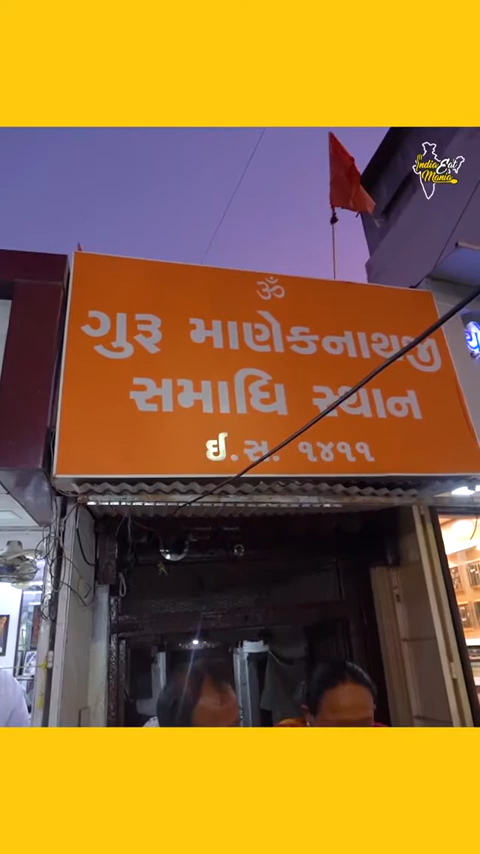 India Eat Mania
ૐ
ગુરૂ માણેકનાથજી
સમાધિ સ્થાન
ઈ.સ. ૧૪૧૧